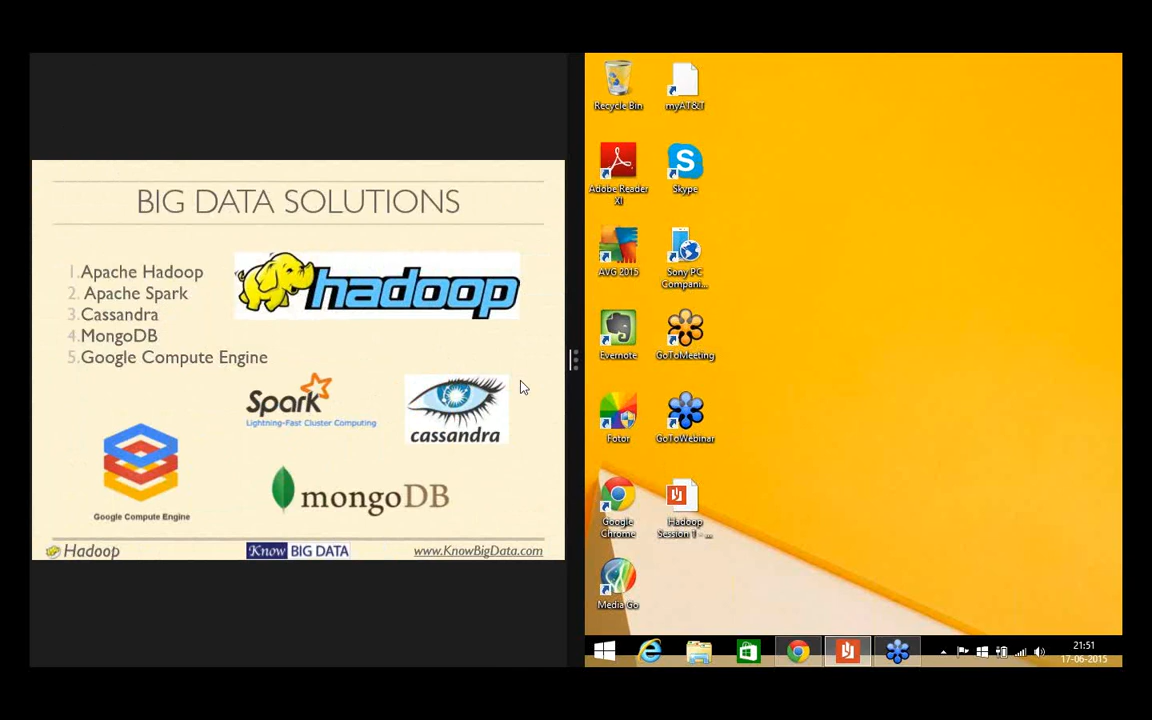 BIG DATA SOLUTIONS
1. Apache Hadoop
2. Apache Spark
3. Cassandra
4. MongoDB
5. Google Compute Engine
hadoop
Spark
Lightning-Fast Cluster Computing
cassandra
Google Compute Engine
mongoDB
Hadoop
Know BIG DATA
www.KnowBigData.com
Recycle Bin
myAT&T
Adobe Reader
XI
Skype
AVG 2015
Sony PC
Compani...
Evernote
GoToMeeting
Fotor
GoToWebinar
Google
Chrome
Hadoop
Session 1 - ...
Media Go
21:51
17-06-2015